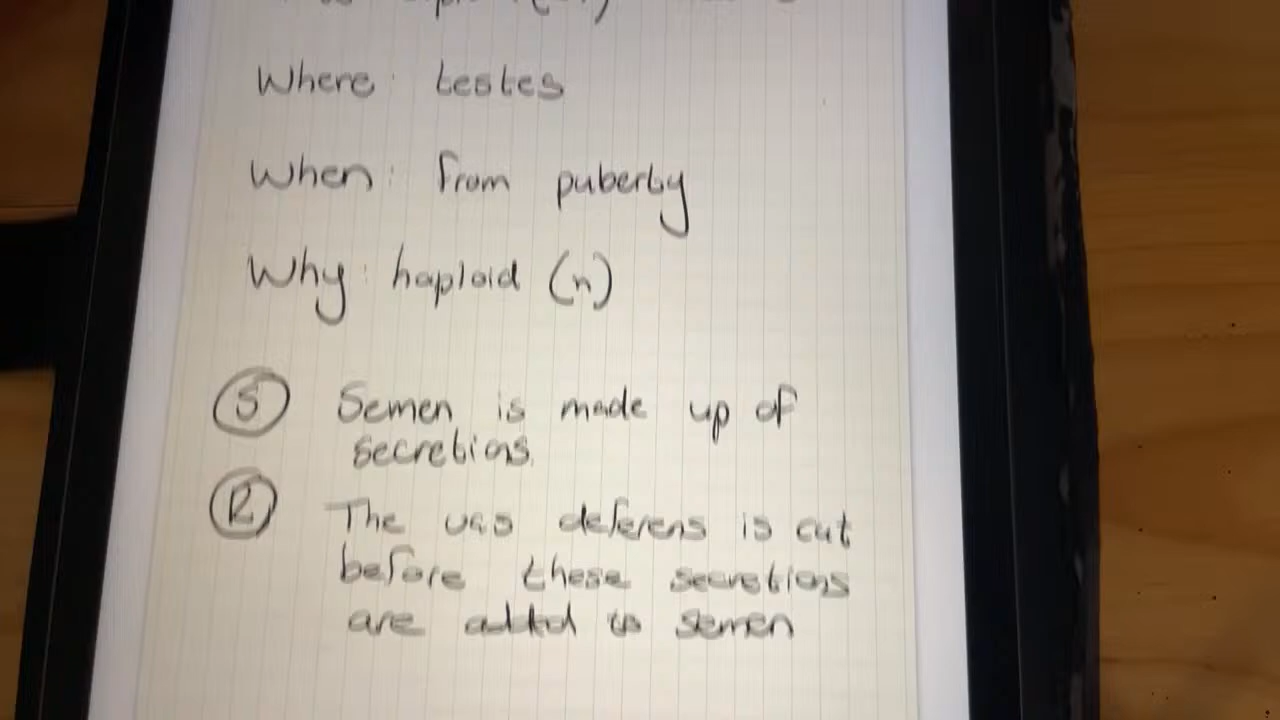 Where: testes
When: from puberty
Why: haploid (n)
S Semen is made up of
secretions.
R The vas deferens is cut
before these secretions
are added to semen